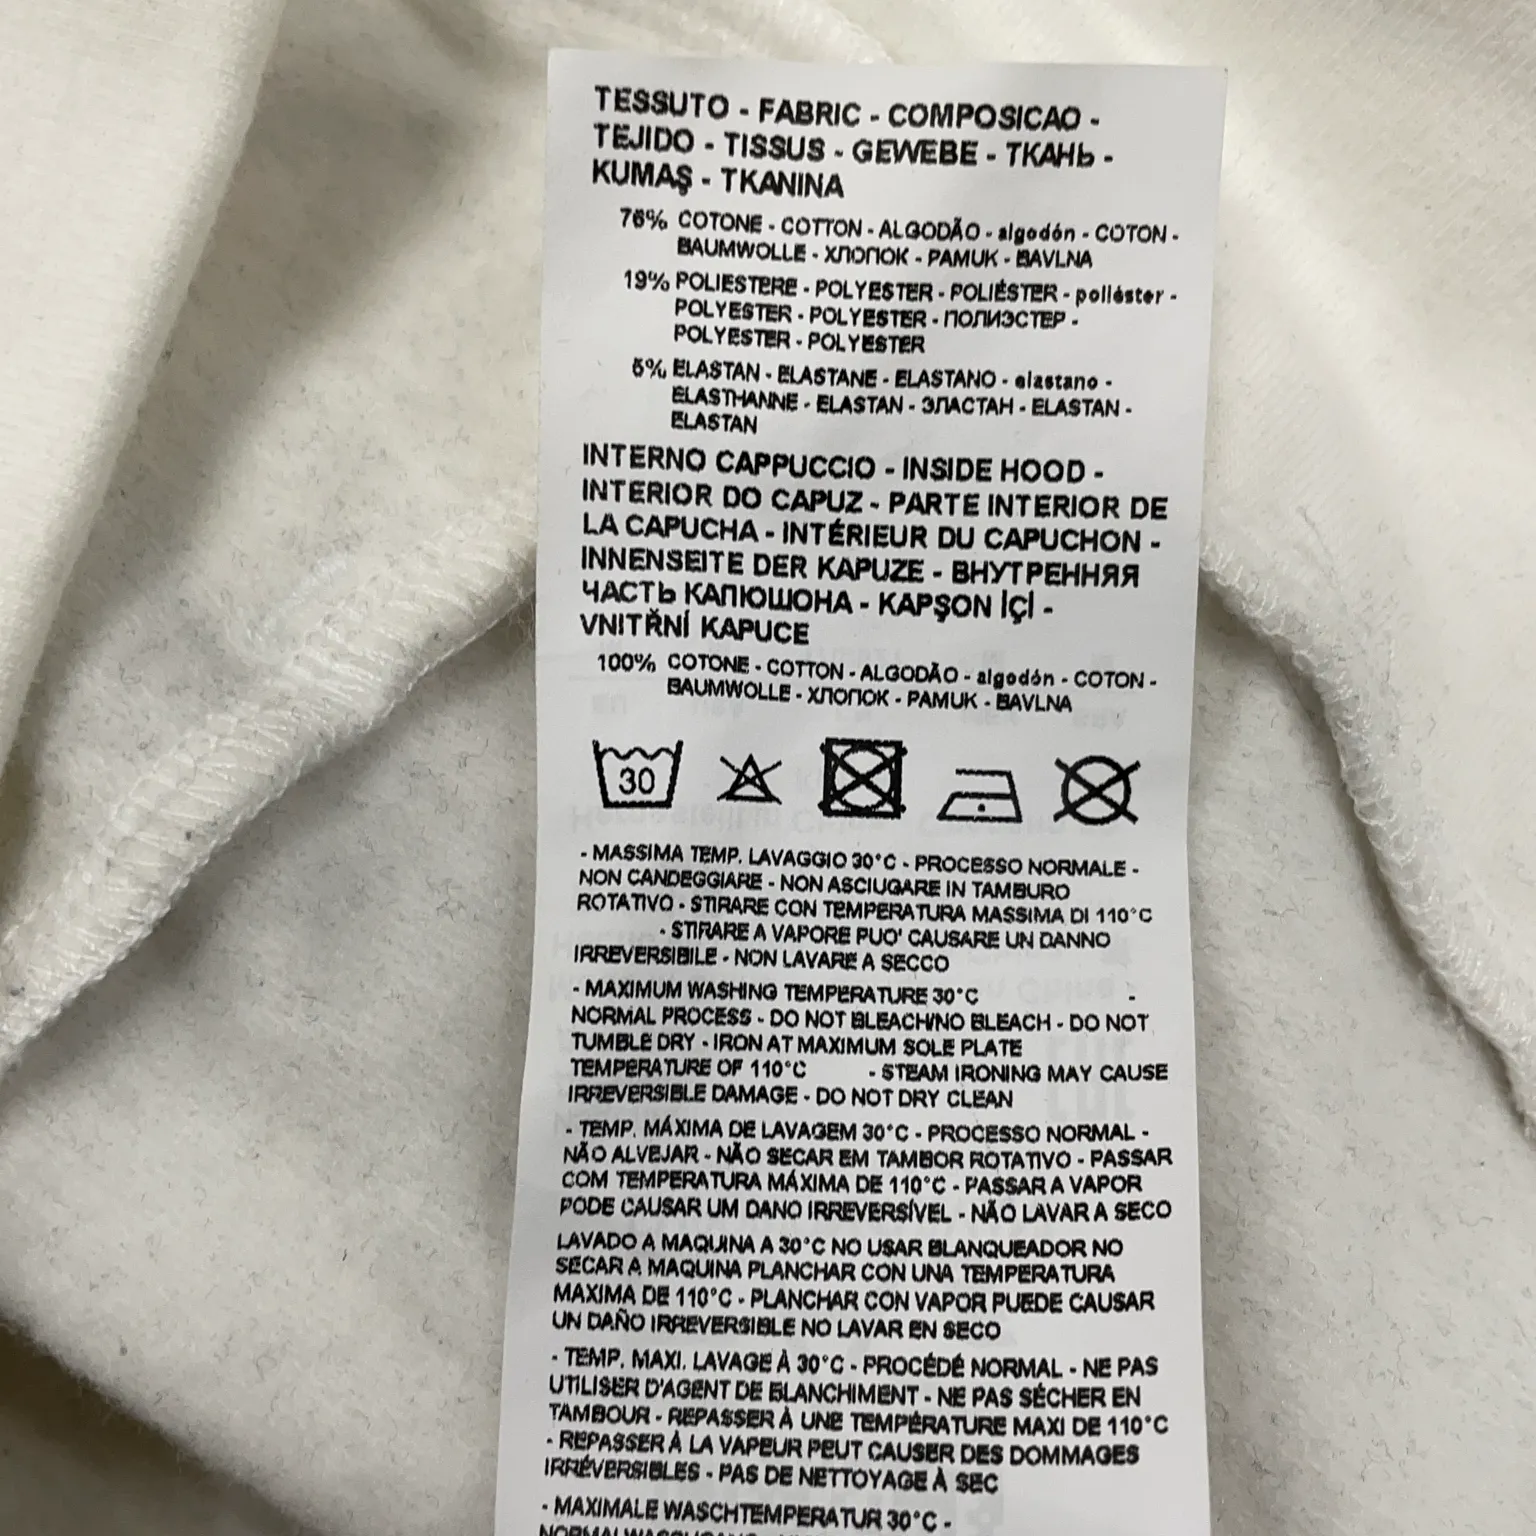 TESSUTO - FABRIC - COMPOSICAO -
TEJIDO - TISSUS - GEWEBE - ТКАНЬ -
KUMAŞ - TKANINA
76% COTONE - COTTON - ALGODÃO - algodón - COTON -
BAUMWOLLE - ХЛОПОК - PAMUK - BAVLNA
19% POLIESTERE - POLYESTER - POLIÉSTER - poliéster -
POLYESTER - POLYESTER - ПОЛИЭСТЕР -
POLYESTER - POLYESTER
5% ELASTAN - ELASTANE - ELASTANO - elastano -
ELASTHANNE - ELASTAN - ЭЛАСТАН - ELASTAN -
ELASTAN
INTERNO CAPPUCCIO - INSIDE HOOD -
INTERIOR DO CAPUZ - PARTE INTERIOR DE
LA CAPUCHA - INTÉRIEUR DU CAPUCHON -
INNENSEITE DER KAPUZE - ВНУТРЕННЯЯ
ЧАСТЬ КАПЮШОНА - KAPŞON İÇİ -
VNITŘNÍ KAPUCE
100% COTONE - COTTON - ALGODÃO - algodón - COTON -
BAUMWOLLE - ХЛОПОК - PAMUK - BAVLNA
30
- MASSIMA TEMP. LAVAGGIO 30°C - PROCESSO NORMALE -
NON CANDEGGIARE - NON ASCIUGARE IN TAMBURO
ROTATIVO - STIRARE CON TEMPERATURA MASSIMA DI 110°C
- STIRARE A VAPORE PUO' CAUSARE UN DANNO
IRREVERSIBILE - NON LAVARE A SECCO
- MAXIMUM WASHING TEMPERATURE 30°C -
NORMAL PROCESS - DO NOT BLEACH/NO BLEACH - DO NOT
TUMBLE DRY - IRON AT MAXIMUM SOLE PLATE
TEMPERATURE OF 110°C - STEAM IRONING MAY CAUSE
IRREVERSIBLE DAMAGE - DO NOT DRY CLEAN
- TEMP. MÁXIMA DE LAVAGEM 30°C - PROCESSO NORMAL -
NÃO ALVEJAR - NÃO SECAR EM TAMBOR ROTATIVO - PASSAR
COM TEMPERATURA MÁXIMA DE 110°C - PASSAR A VAPOR
PODE CAUSAR UM DANO IRREVERSÍVEL - NÃO LAVAR A SECO
LAVADO A MAQUINA A 30°C NO USAR BLANQUEADOR NO
SECAR A MAQUINA PLANCHAR CON UNA TEMPERATURA
MAXIMA DE 110°C - PLANCHAR CON VAPOR PUEDE CAUSAR
UN DAÑO IRREVERSIBLE NO LAVAR EN SECO
- TEMP. MAXI. LAVAGE À 30°C - PROCÉDÉ NORMAL - NE PAS
UTILISER D'AGENT DE BLANCHIMENT - NE PAS SÉCHER EN
TAMBOUR - REPASSER À UNE TEMPÉRATURE MAXI DE 110°C
- REPASSER À LA VAPEUR PEUT CAUSER DES DOMMAGES
IRRÉVERSIBLES - PAS DE NETTOYAGE À SEC
- MAXIMALE WASCHTEMPERATUR 30°C -